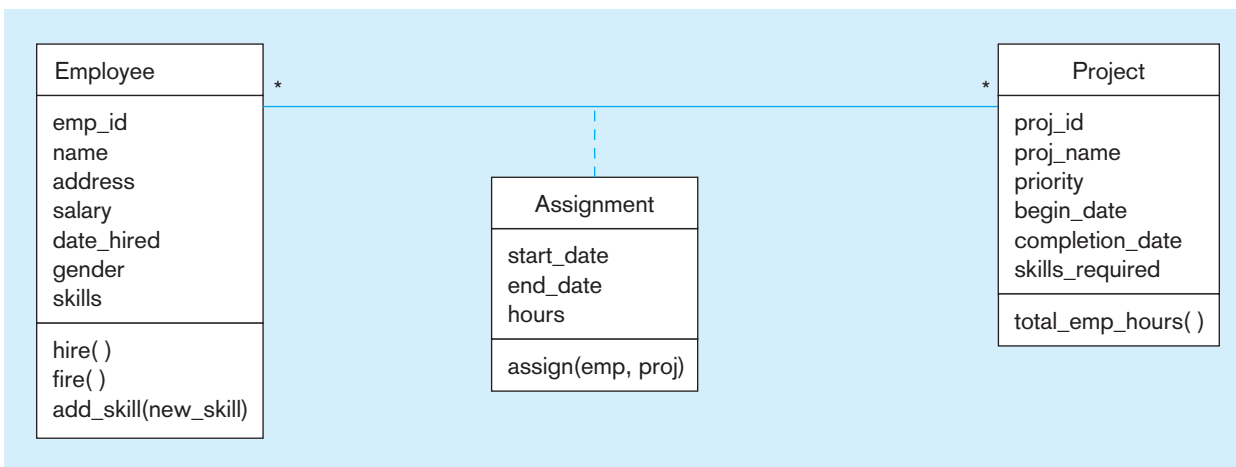 Employee
emp_id
name
address
salary
date_hired
gender
skills
hire( )
fire( )
add_skill(new_skill)
*
*
Assignment
start_date
end_date
hours
assign(emp, proj)
Project
proj_id
proj_name
priority
begin_date
completion_date
skills_required
total_emp_hours( )